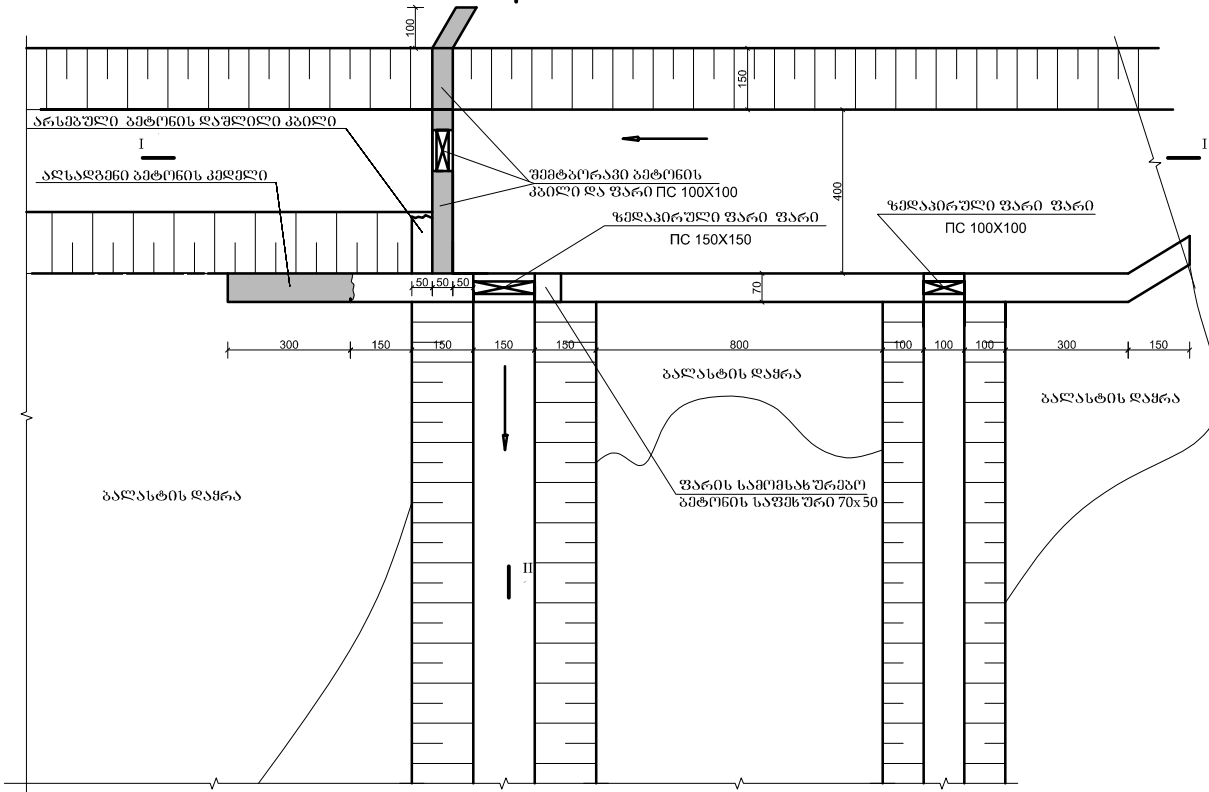 100
150
ᲐᲠᲡᲔᲑᲣᲚᲘ ᲑᲔᲢᲝᲜᲘᲡ ᲓᲐᲨᲚᲘᲚᲘ ᲙᲑᲘᲚᲘ
I
I
ᲐᲦᲡᲐᲓᲒᲔᲜᲘ ᲑᲔᲢᲝᲜᲘᲡ ᲙᲔᲓᲔᲚᲘ
ᲨᲔᲛᲢᲑᲝᲠᲐᲕᲘ ᲑᲔᲢᲝᲜᲘᲡ
ᲙᲑᲘᲚᲘ ᲓᲐ ᲤᲐᲠᲘ ПС 100X100
400
ᲖᲔᲓᲐᲞᲘᲠᲣᲚᲘ ᲤᲐᲠᲘ ᲤᲐᲠᲘ
ПС 150X150
ᲖᲔᲓᲐᲞᲘᲠᲣᲚᲘ ᲤᲐᲠᲘ ᲤᲐᲠᲘ
ПС 100X100
50 50 50
70
300 150 150 150 150 800 100 100 100 300 150
ᲑᲐᲚᲐᲡᲢᲘᲡ ᲓᲐᲧᲠᲐ
ᲑᲐᲚᲐᲡᲢᲘᲡ ᲓᲐᲧᲠᲐ
ᲑᲐᲚᲐᲡᲢᲘᲡ ᲓᲐᲧᲠᲐ
ᲤᲐᲠᲘᲡ ᲡᲐᲛᲝᲛᲡᲐᲮᲣᲠᲔᲑᲝ
ᲑᲔᲢᲝᲜᲘᲡ ᲡᲐᲤᲔᲮᲣᲠᲘ 70x50
II